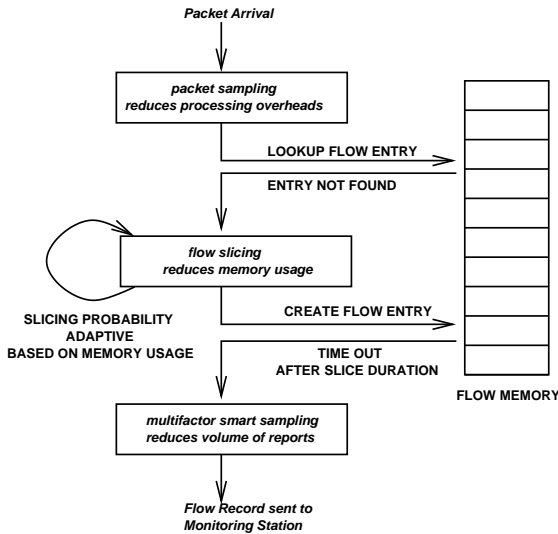 Packet Arrival
packet sampling
reduces processing overheads
LOOKUP FLOW ENTRY
ENTRY NOT FOUND
flow slicing
reduces memory usage
SLICING PROBABILITY
ADAPTIVE
BASED ON MEMORY USAGE
CREATE FLOW ENTRY
TIME OUT
AFTER SLICE DURATION
FLOW MEMORY
multifactor smart sampling
reduces volume of reports
Flow Record sent to
Monitoring Station